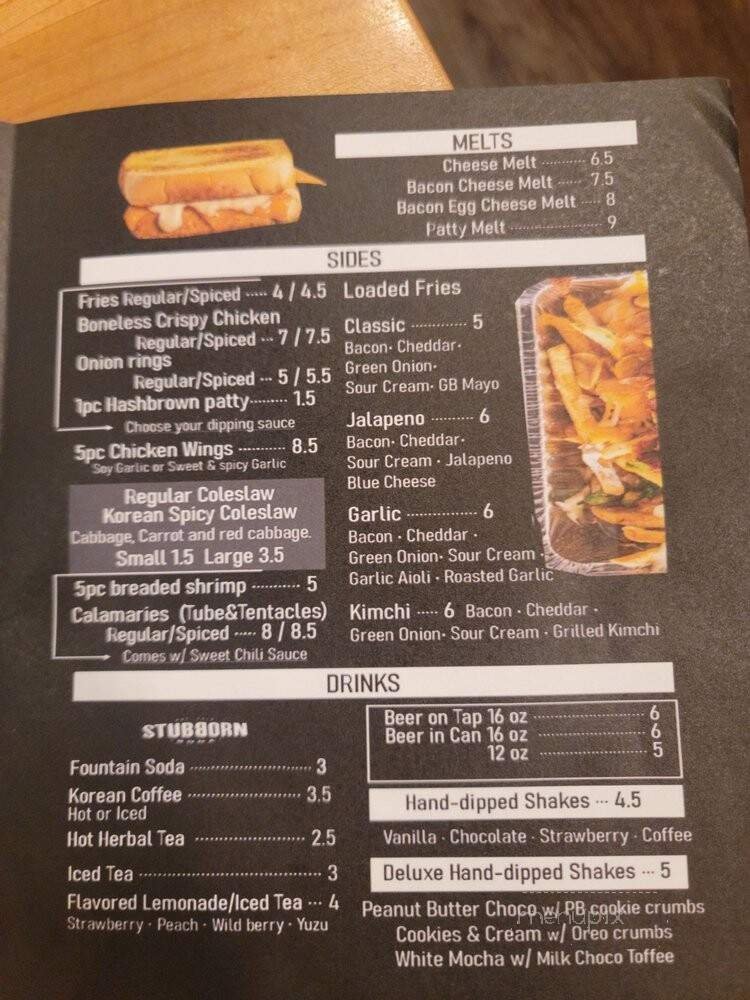 MELTS
Cheese Melt ·········· 6.5
Bacon Cheese Melt ····· 7.5
Bacon Egg Cheese Melt ···· 8
Patty Melt ···················· 9
SIDES
Fries Regular/Spiced ····· 4 / 4.5
Boneless Crispy Chicken
Regular/Spiced ··· 7 / 7.5
Onion rings
Regular/Spiced ··· 5 / 5.5
1pc Hashbrown patty········· 1.5
Choose your dipping sauce
5pc Chicken Wings ·········· 8.5
Soy Garlic or Sweet & spicy Garlic
Regular Coleslaw
Korean Spicy Coleslaw
Cabbage, Carrot and red cabbage.
Small 1.5 Large 3.5
5pc breaded shrimp ··········· 5
Calamaries (Tube&Tentacles)
Regular/Spiced ····· 8 / 8.5
Comes w/ Sweet Chili Sauce
Loaded Fries
Classic ············· 5
Bacon· Cheddar·
Green Onion·
Sour Cream· GB Mayo
Jalapeno ·········· 6
Bacon· Cheddar·
Sour Cream · Jalapeno
Blue Cheese
Garlic ················ 6
Bacon · Cheddar ·
Green Onion· Sour Cream ·
Garlic Aioli · Roasted Garlic
Kimchi ····· 6 Bacon · Cheddar ·
Green Onion· Sour Cream · Grilled Kimchi
DRINKS
STUBBORN
Fountain Soda ···························· 3
Korean Coffee ························· 3.5
Hot or Iced
Hot Herbal Tea ························ 2.5
Iced Tea ····································· 3
Flavored Lemonade/Iced Tea ··· 4
Strawberry · Peach · Wild berry · Yuzu
Beer on Tap 16 oz ······················ 6
Beer in Can 16 oz ······················ 6
12 oz ······················ 5
Hand-dipped Shakes ··· 4.5
Vanilla · Chocolate · Strawberry · Coffee
Deluxe Hand-dipped Shakes ··· 5
Peanut Butter Choco w/ PB cookie crumbs
menupix
Cookies & Cream w/ Oreo crumbs
White Mocha w/ Milk Choco Toffee